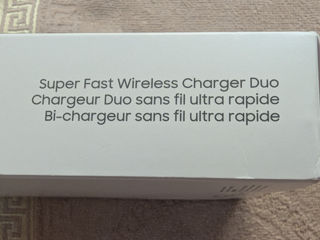 Super Fast Wireless Charger Duo
Chargeur Duo sans fil ultra rapide
Bi-chargeur sans fil ultra rapide